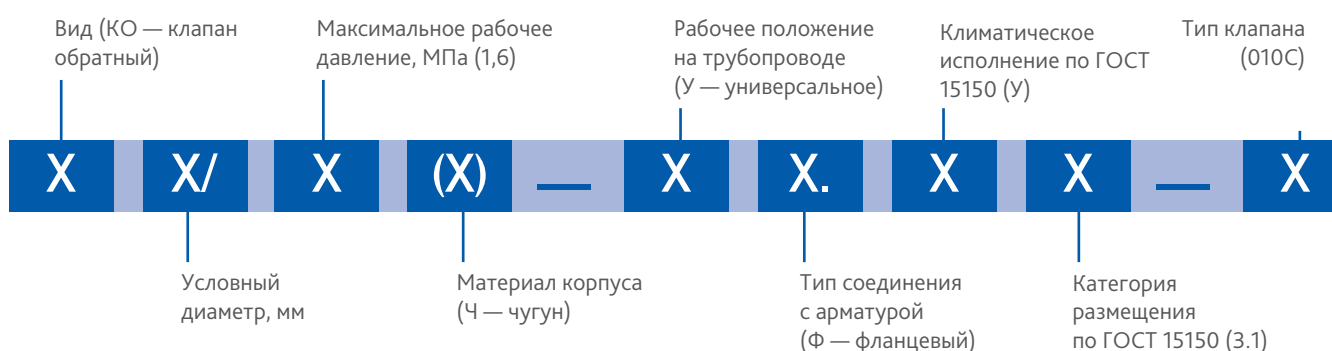 Вид (КО — клапан
обратный)
Максимальное рабочее
давление, МПа (1,6)
Рабочее положение
на трубопроводе
(У — универсальное)
Климатическое
исполнение по ГОСТ
15150 (У)
Тип клапана
(010С)
X X/ X (X) — X X. X X — X
Условный
диаметр, мм
Материал корпуса
(Ч — чугун)
Тип соединения
с арматурой
(Ф — фланцевый)
Категория
размещения
по ГОСТ 15150 (3.1)